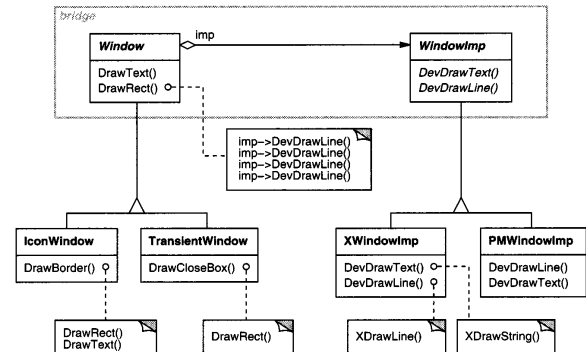 bridge
Window
imp
WindowImp
DrawText()
DrawRect()
DevDrawText()
DevDrawLine()
imp->DevDrawLine()
imp->DevDrawLine()
imp->DevDrawLine()
imp->DevDrawLine()
IconWindow
DrawBorder()
TransientWindow
DrawCloseBox()
XWindowImp
DevDrawText()
DevDrawLine()
PMWindowImp
DevDrawLine()
DevDrawText()
DrawRect()
DrawText()
DrawRect()
XDrawLine()
XDrawString()